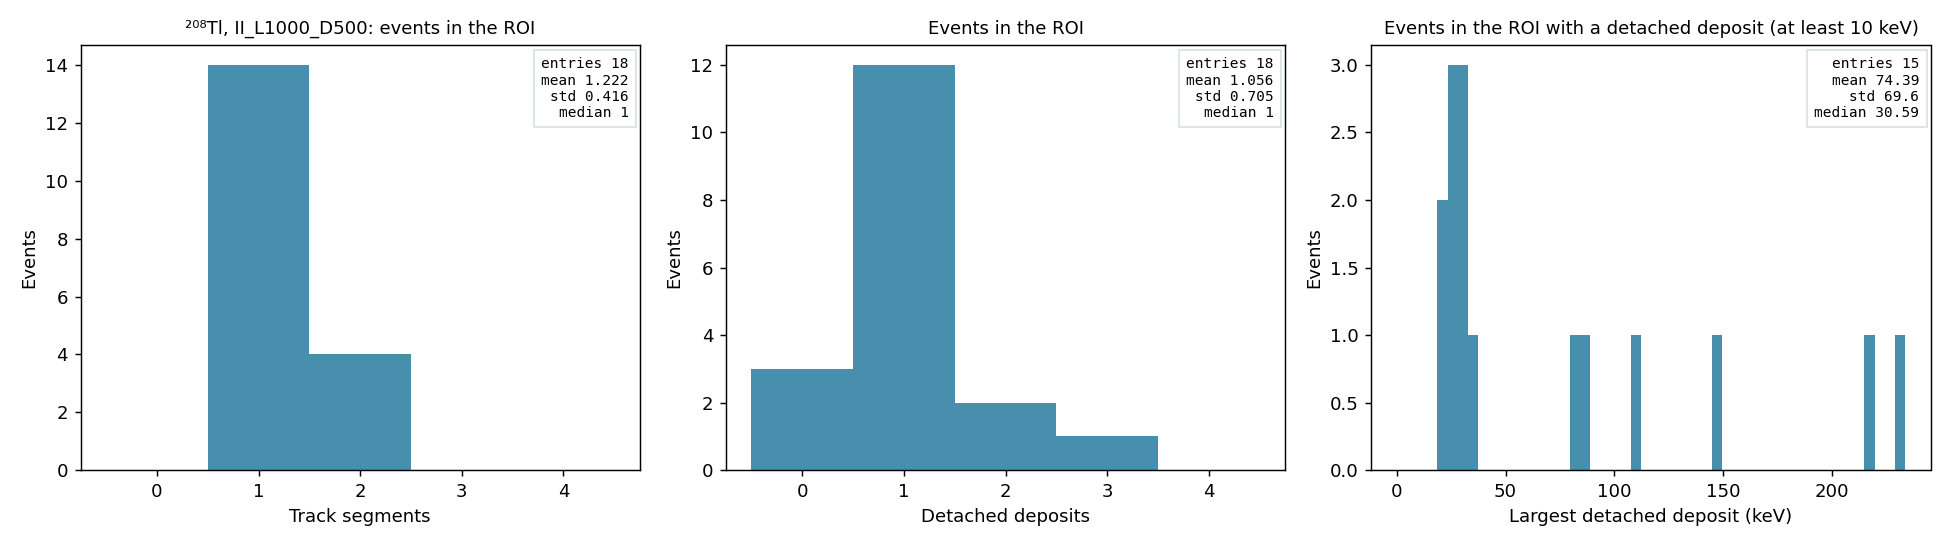 ²⁰⁸Tl, II_L1000_D500: events in the ROI
entries 18
mean 1.222
std 0.416
median 1
Events
14
12
10
8
6
4
2
0
0 1 2 3 4
Track segments
Events in the ROI
entries 18
mean 1.056
std 0.705
median 1
Events
12
10
8
6
4
2
0
0 1 2 3 4
Detached deposits
Events in the ROI with a detached deposit (at least 10 keV)
entries 15
mean 74.39
std 69.6
median 30.59
Events
3.0
2.5
2.0
1.5
1.0
0.5
0.0
0 50 100 150 200
Largest detached deposit (keV)